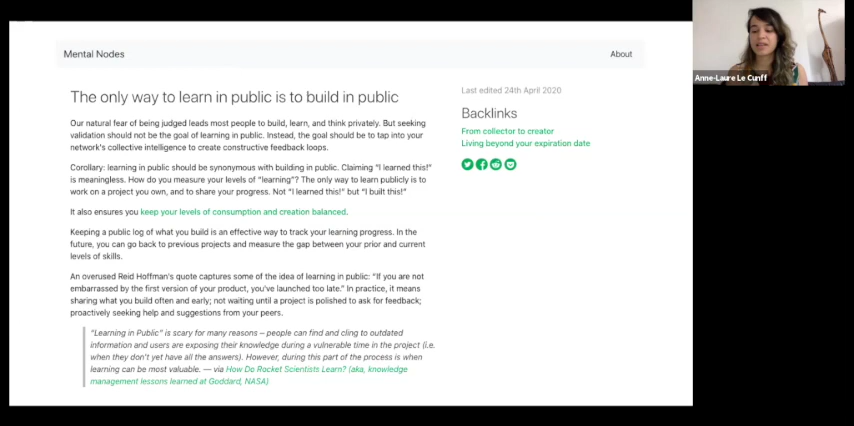 Mental Nodes
About
The only way to learn in public is to build in public
Our natural fear of being judged leads most people to build, learn, and think privately. But seeking
validation should not be the goal of learning in public. Instead, the goal should be to tap into your
network's collective intelligence to create constructive feedback loops.
Corollary: learning in public should be synonymous with building in public. Claiming "I learned this!"
is meaningless. How do you measure your levels of "learning"? The only way to learn publicly is to
work on a project you own, and to share your progress. Not "I learned this!" but "I built this!"
It also ensures you keep your levels of consumption and creation balanced.
Keeping a public log of what you build is an effective way to track your learning progress. In the
future, you can go back to previous projects and measure the gap between your prior and current
levels of skills.
An overused Reid Hoffman's quote captures some of the idea of learning in public: "If you are not
embarrassed by the first version of your product, you've launched too late." In practice, it means
sharing what you build often and early; not waiting until a project is polished to ask for feedback;
proactively seeking help and suggestions from your peers.
"Learning in Public" is scary for many reasons – people can find and cling to outdated
information and users are exposing their knowledge during a vulnerable time in the project (i.e.
when they don't yet have all the answers). However, during this part of the process is when
learning can be most valuable. — via How Do Rocket Scientists Learn? (aka, knowledge
management lessons learned at Goddard, NASA)
Last edited 24th April 2020
Backlinks
From collector to creator
Living beyond your expiration date
Anne-Laure Le Cunff